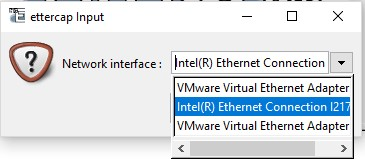 ettercap Input
Network interface :
Intel(R) Ethernet Connection
VMware Virtual Ethernet Adapter
Intel(R) Ethernet Connection I217
VMware Virtual Ethernet Adapter